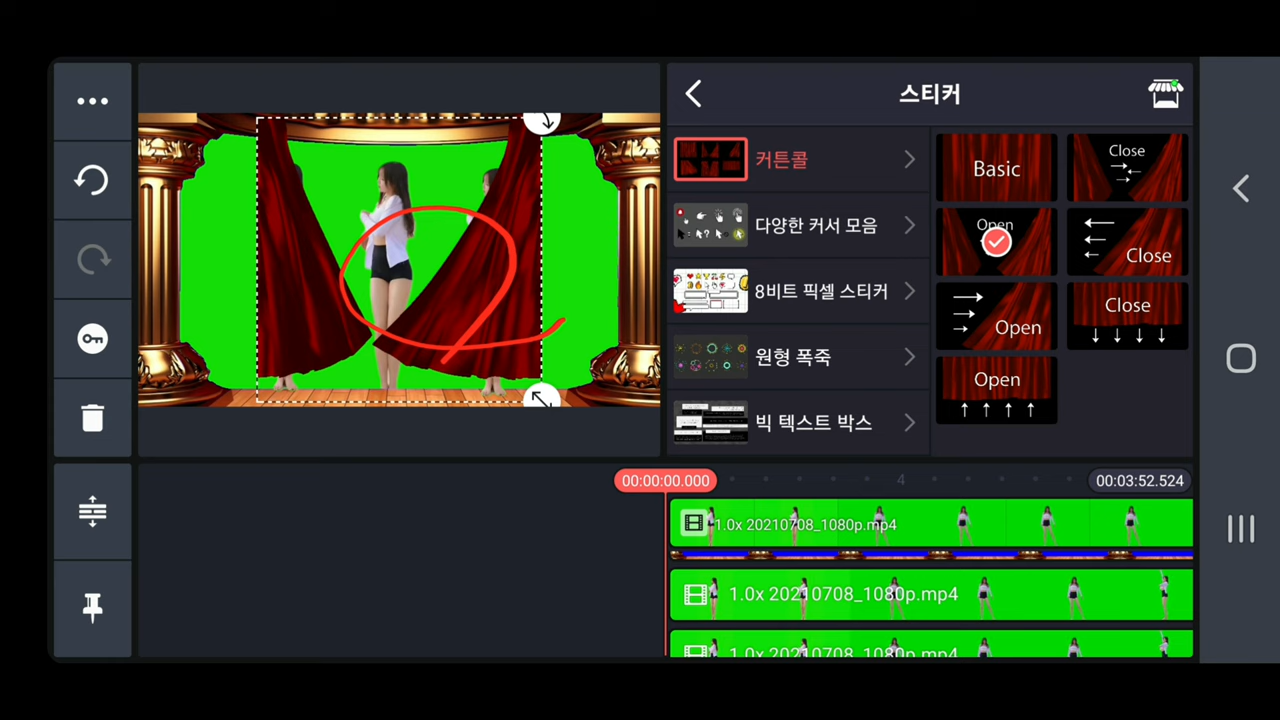 스티커
커튼콜
다양한 커서 모음
8비트 픽셀 스티커
원형 폭죽
빅 텍스트 박스
Basic
Close
Open
Close
Open
Close
Open
00:00:00.000
4
00:03:52.524
1.0x 20210708_1080p.mp4
1.0x 20210708_1080p.mp4
1.0x 20210708_1080p.mp4